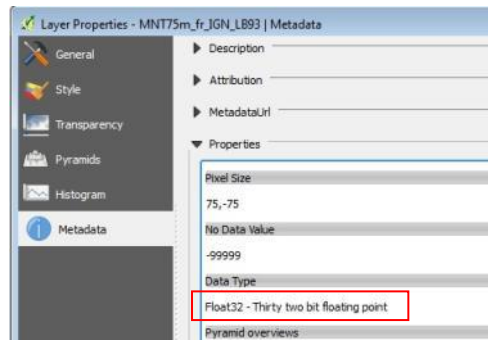 Layer Properties - MNT75m_fr_IGN_LB93 | Metadata
General
Style
Transparency
Pyramids
Histogram
Metadata
Description
Attribution
MetadataUrl
Properties
Pixel Size
75,-75
No Data Value
-99999
Data Type
Float32 - Thirty two bit floating point
Pyramid overviews